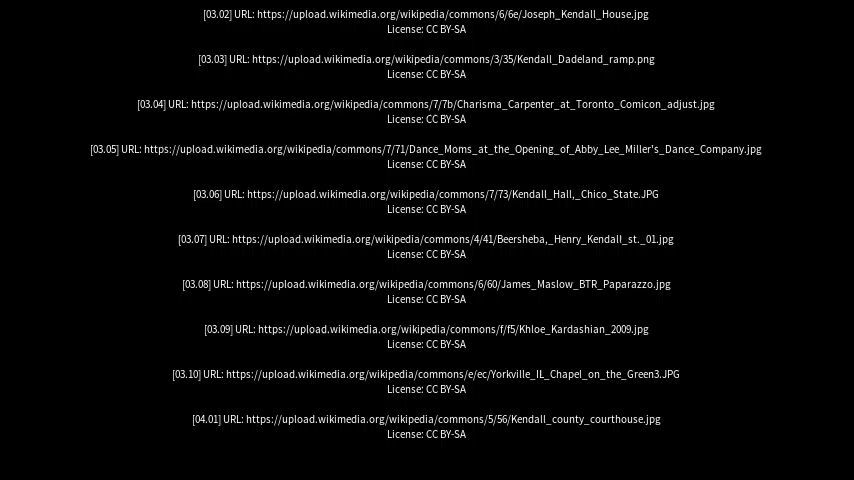 [03.02] URL: https://upload.wikimedia.org/wikipedia/commons/6/6e/Joseph_Kendall_House.jpg
License: CC BY-SA
[03.03] URL: https://upload.wikimedia.org/wikipedia/commons/3/35/Kendall_Dadeland_ramp.png
License: CC BY-SA
[03.04] URL: https://upload.wikimedia.org/wikipedia/commons/7/7b/Charisma_Carpenter_at_Toronto_Comicon_adjust.jpg
License: CC BY-SA
[03.05] URL: https://upload.wikimedia.org/wikipedia/commons/7/71/Dance_Moms_at_the_Opening_of_Abby_Lee_Miller's_Dance_Company.jpg
License: CC BY-SA
[03.06] URL: https://upload.wikimedia.org/wikipedia/commons/7/73/Kendall_Hall,_Chico_State.JPG
License: CC BY-SA
[03.07] URL: https://upload.wikimedia.org/wikipedia/commons/4/41/Beersheba,_Henry_Kendall_st._01.jpg
License: CC BY-SA
[03.08] URL: https://upload.wikimedia.org/wikipedia/commons/6/60/James_Maslow_BTR_Paparazzo.jpg
License: CC BY-SA
[03.09] URL: https://upload.wikimedia.org/wikipedia/commons/f/f5/Khloe_Kardashian_2009.jpg
License: CC BY-SA
[03.10] URL: https://upload.wikimedia.org/wikipedia/commons/e/ec/Yorkville_IL_Chapel_on_the_Green3.JPG
License: CC BY-SA
[04.01] URL: https://upload.wikimedia.org/wikipedia/commons/5/56/Kendall_county_courthouse.jpg
License: CC BY-SA